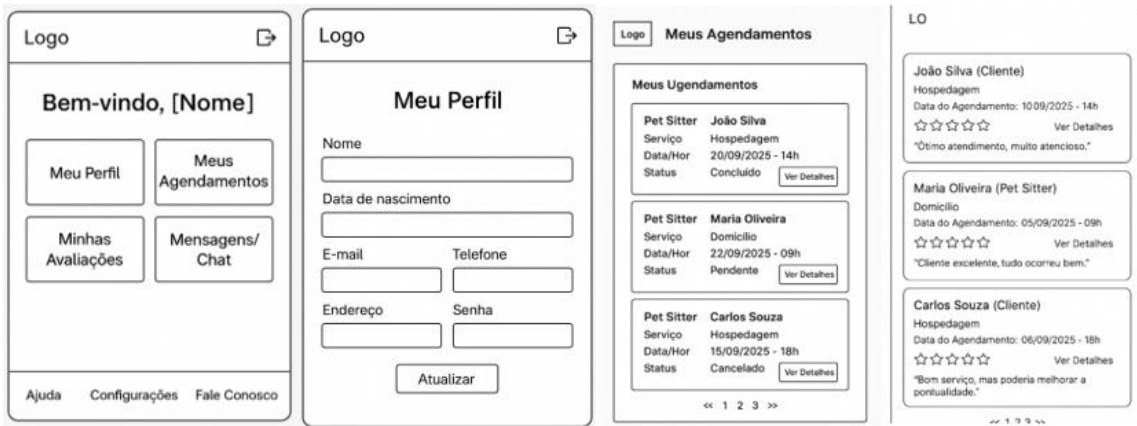 Logo
Bem-vindo, [Nome]
Meu Perfil
Meus
Agendamentos
Minhas
Avaliações
Mensagens/
Chat
Ajuda Configurações Fale Conosco
Logo
Meu Perfil
Nome
Data de nascimento
E-mail Telefone
Endereço Senha
Atualizar
Logo Meus Agendamentos
Meus Ugendamentos
Pet Sitter João Silva
Serviço Hospedagem
Data/Hor 20/09/2025 - 14h
Status Concluído Ver Detalhes
Pet Sitter Maria Oliveira
Serviço Domicílio
Data/Hor 22/09/2025 - 09h
Status Pendente Ver Detalhes
Pet Sitter Carlos Souza
Serviço Hospedagem
Data/Hor 15/09/2025 - 18h
Status Cancelado Ver Detalhes
<< 1 2 3 >>
LO
João Silva (Cliente)
Hospedagem
Data do Agendamento: 1009/2025 - 14h
Ver Detalhes
"Ótimo atendimento, muito atencioso."
Maria Oliveira (Pet Sitter)
Domicílio
Data do Agendamento: 05/09/2025 - 09h
Ver Detalhes
"Cliente excelente, tudo ocorreu bem."
Carlos Souza (Cliente)
Hospedagem
Data do Agendamento: 06/09/2025 - 18h
Ver Detalhes
"Bom serviço, mas poderia melhorar a
pontualidade."
<< 1 2 3 >>